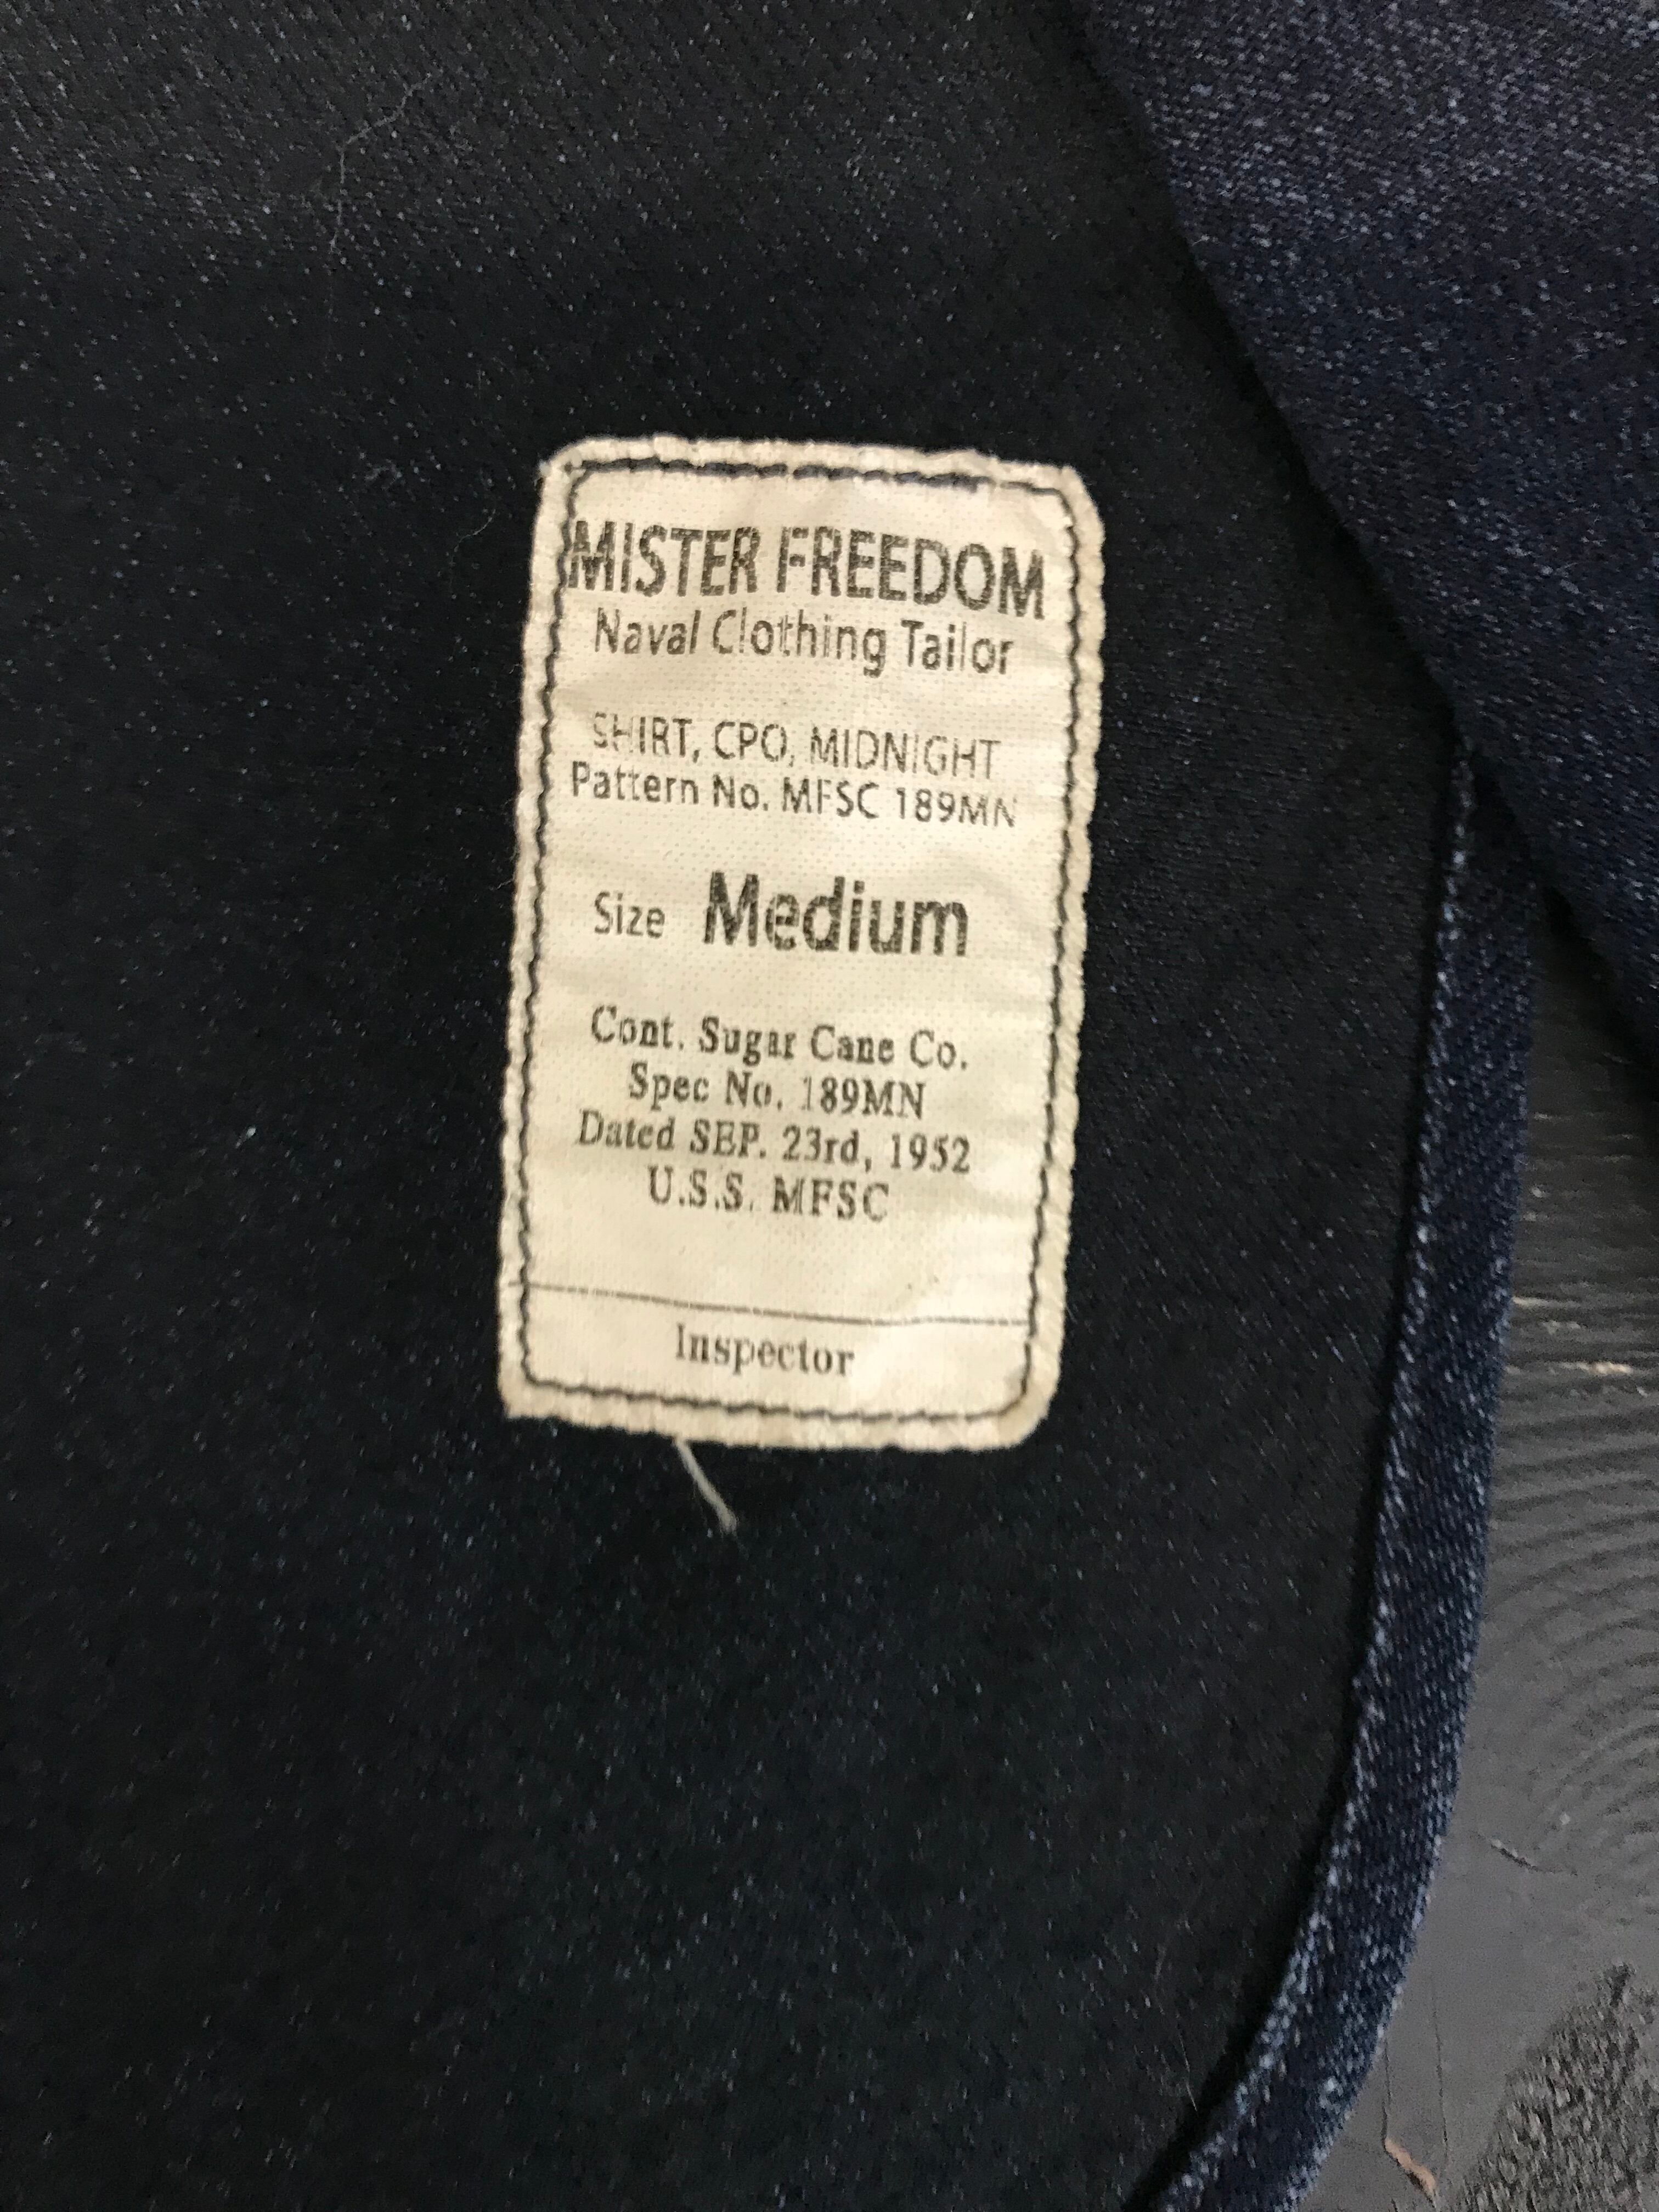 MISTER FREEDOM
Naval Clothing Tailor
SHIRT, CPO, MIDNIGHT
Pattern No. MFSC 189MN
Size Medium
Cont. Sugar Cane Co.
Spec No. 189MN
Dated SEP. 23rd, 1952
U.S.S. MFSC
Inspector